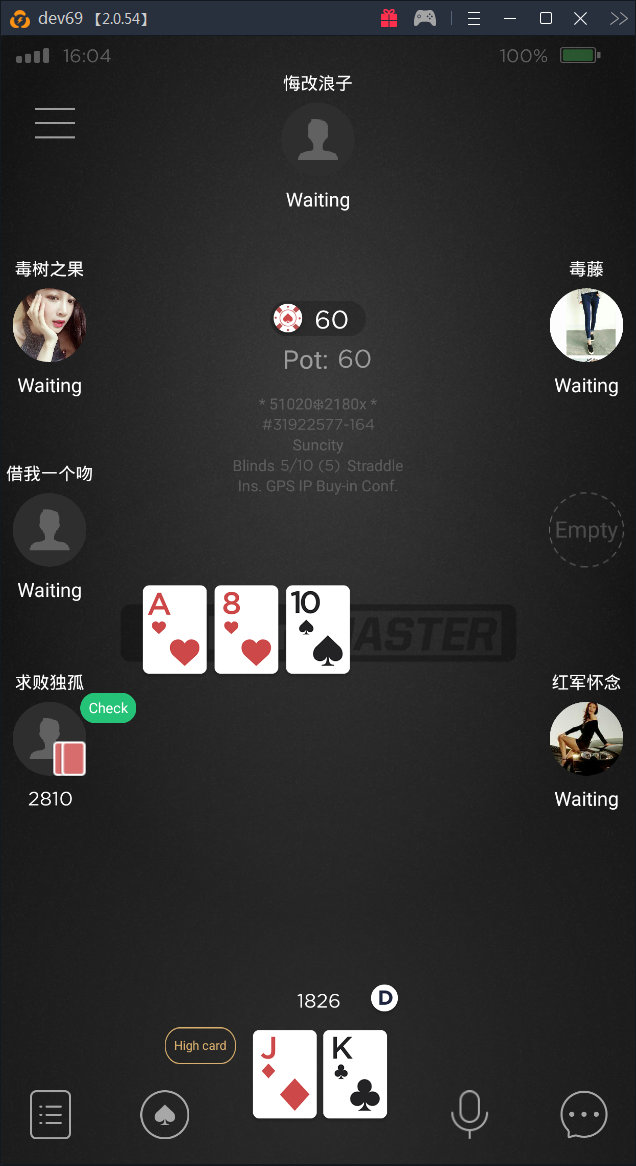 dev69 【2.0.54】
16:04
100%
悔改浪子
Waiting
毒树之果
Waiting
毒藤
Waiting
60
Pot: 60
* 51020❄2180x *
#31922577-164
Suncity
Blinds 5/10 (5) Straddle
Ins. GPS IP Buy-in Conf.
借我一个吻
Waiting
Empty
A
8
10
求败独孤
Check
2810
红军怀念
Waiting
1826
D
High card
J
K